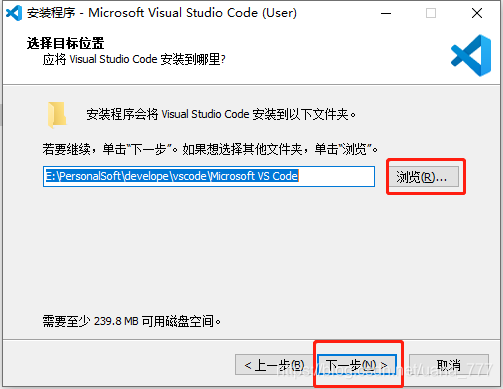 安装程序 - Microsoft Visual Studio Code (User)
选择目标位置
应将 Visual Studio Code 安装到哪里?
安装程序会将 Visual Studio Code 安装到以下文件夹。
若要继续，单击“下一步”。如果想选择其他文件夹，单击“浏览”。
E:\PersonalSoft\develope\vscode\Microsoft VS Code
浏览(R)...
需要至少 239.8 MB 可用磁盘空间。
< 上一步(B)
下一步(N) >
取消